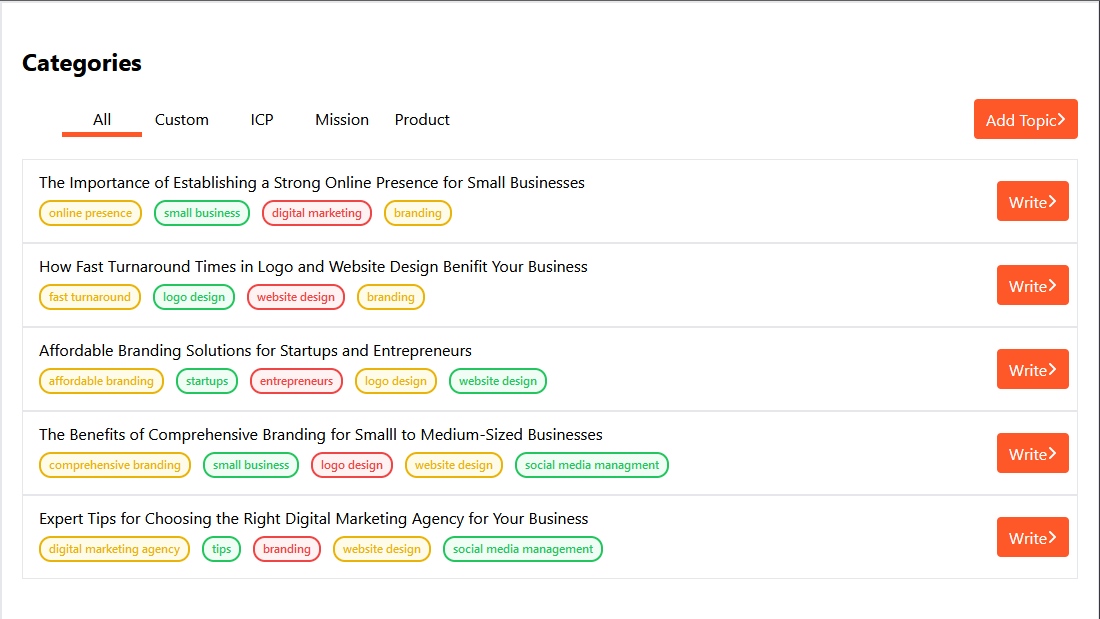 Categories
All Custom ICP Mission Product Add Topic
The Importance of Establishing a Strong Online Presence for Small Businesses
online presence small business digital marketing branding Write
How Fast Turnaround Times in Logo and Website Design Benifit Your Business
fast turnaround logo design website design branding Write
Affordable Branding Solutions for Startups and Entrepreneurs
affordable branding startups entrepreneurs logo design website design Write
The Benefits of Comprehensive Branding for Smalll to Medium-Sized Businesses
comprehensive branding small business logo design website design social media managment Write
Expert Tips for Choosing the Right Digital Marketing Agency for Your Business
digital marketing agency tips branding website design social media management Write